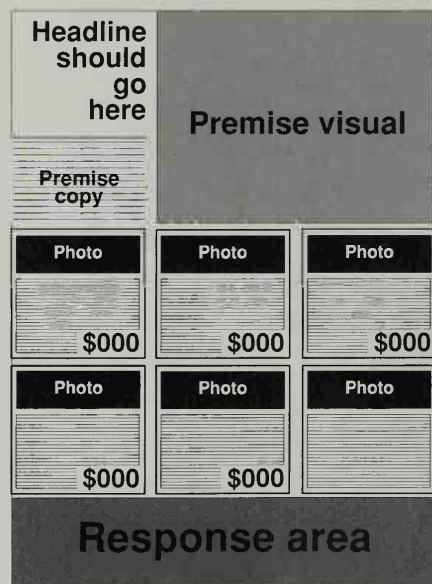 Headline
should
go
here
Premise visual
Premise
copy
Photo
Photo
Photo
$000
$000
$000
Photo
Photo
Photo
$000
$000
Response area